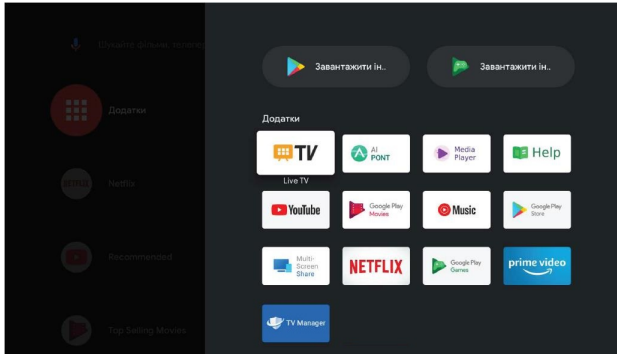 Шукайте фільми, телепер
Додатки
Netflix
Recommended
Top Selling Movies
Завантажити ін..
Завантажити ін..
Додатки
TV
AI
PONT
Media
Player
Help
Live TV
YouTube
Google Play
Movies
Music
Google Play
Store
Multi-
Screen
Share
NETFLIX
Google Play
Games
prime video
TV Manager